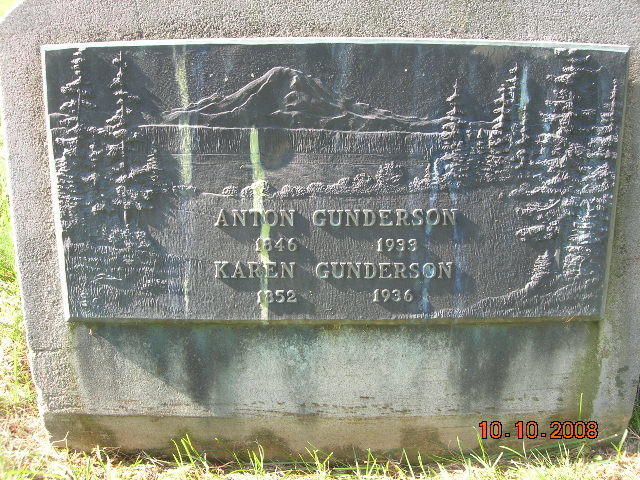 ANTON GUNDERSON
1846 1933
KAREN GUNDERSON
1852 1936
10.10.2008